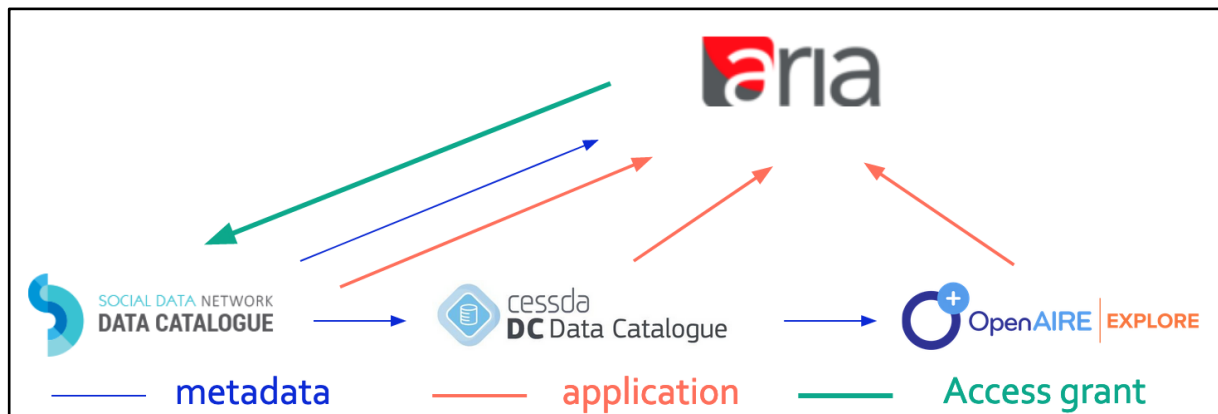 aria
SOCIAL DATA NETWORK
DATA CATALOGUE
cessda
DC Data Catalogue
OpenAIRE | EXPLORE
metadata
application
Access grant